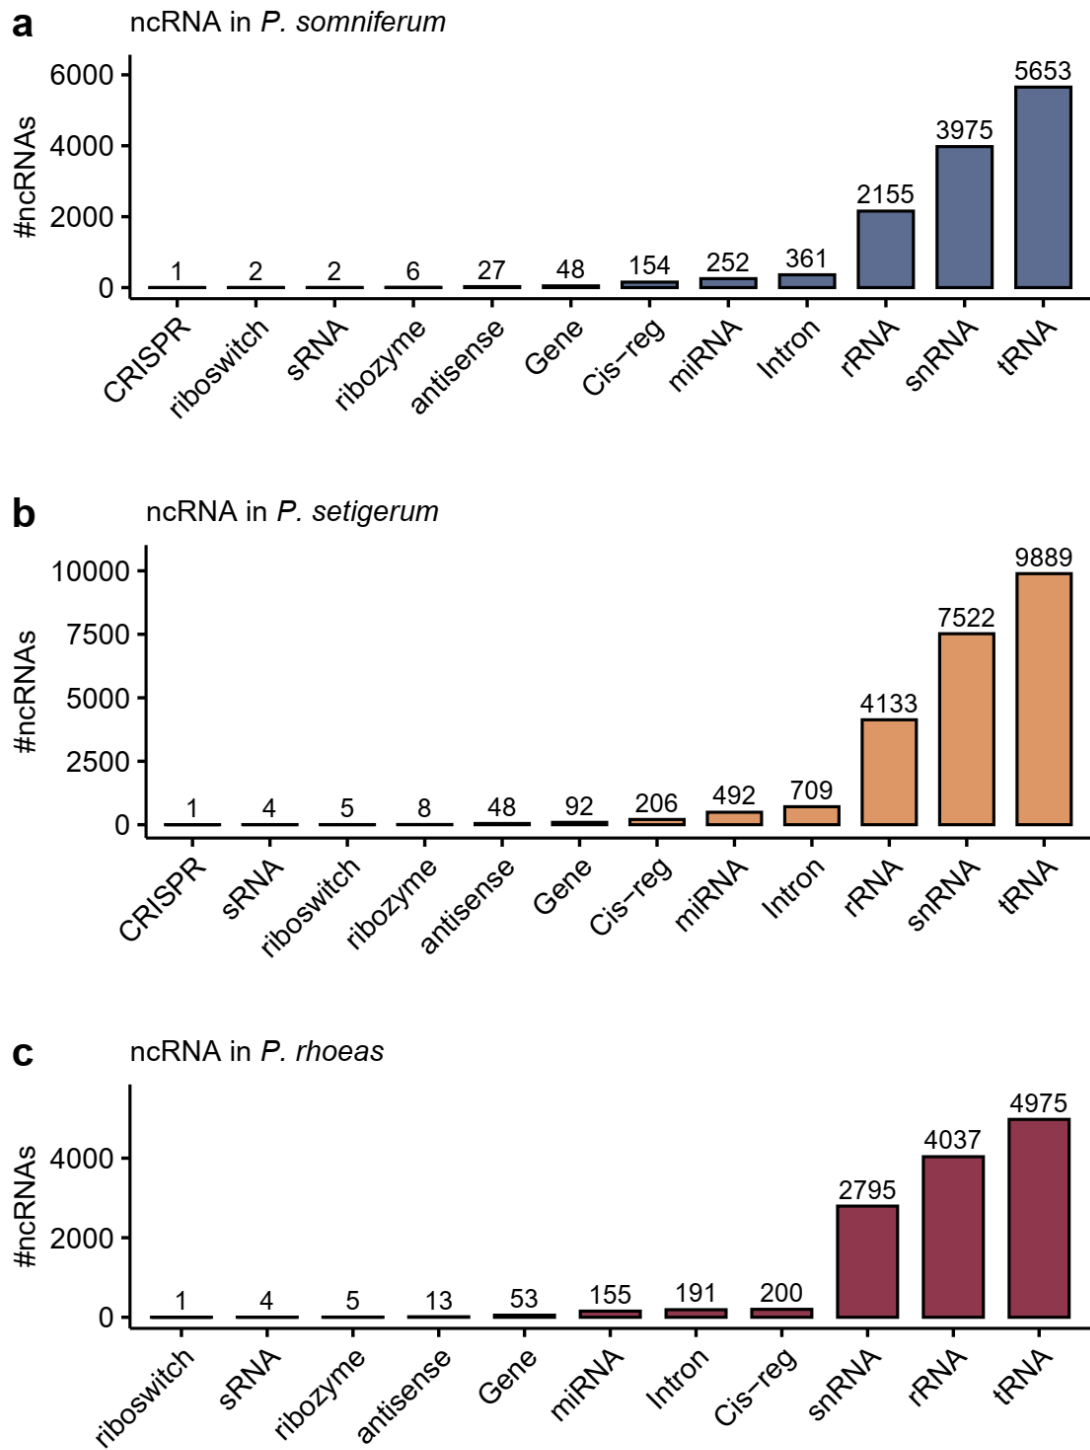 a ncRNA in P. somniferum
#ncRNAs
6000
4000
2000
0
1 2 2 6 27 48 154 252 361 2155 3975 5653
CRISPR riboswitch sRNA ribozyme antisense Gene Cis−reg miRNA Intron rRNA snRNA tRNA
b ncRNA in P. setigerum
#ncRNAs
10000
7500
5000
2500
0
1 4 5 8 48 92 206 492 709 4133 7522 9889
CRISPR sRNA riboswitch ribozyme antisense Gene Cis−reg miRNA Intron rRNA snRNA tRNA
c ncRNA in P. rhoeas
#ncRNAs
4000
2000
0
1 4 5 13 53 155 191 200 2795 4037 4975
riboswitch sRNA ribozyme antisense Gene miRNA Intron Cis−reg snRNA rRNA tRNA